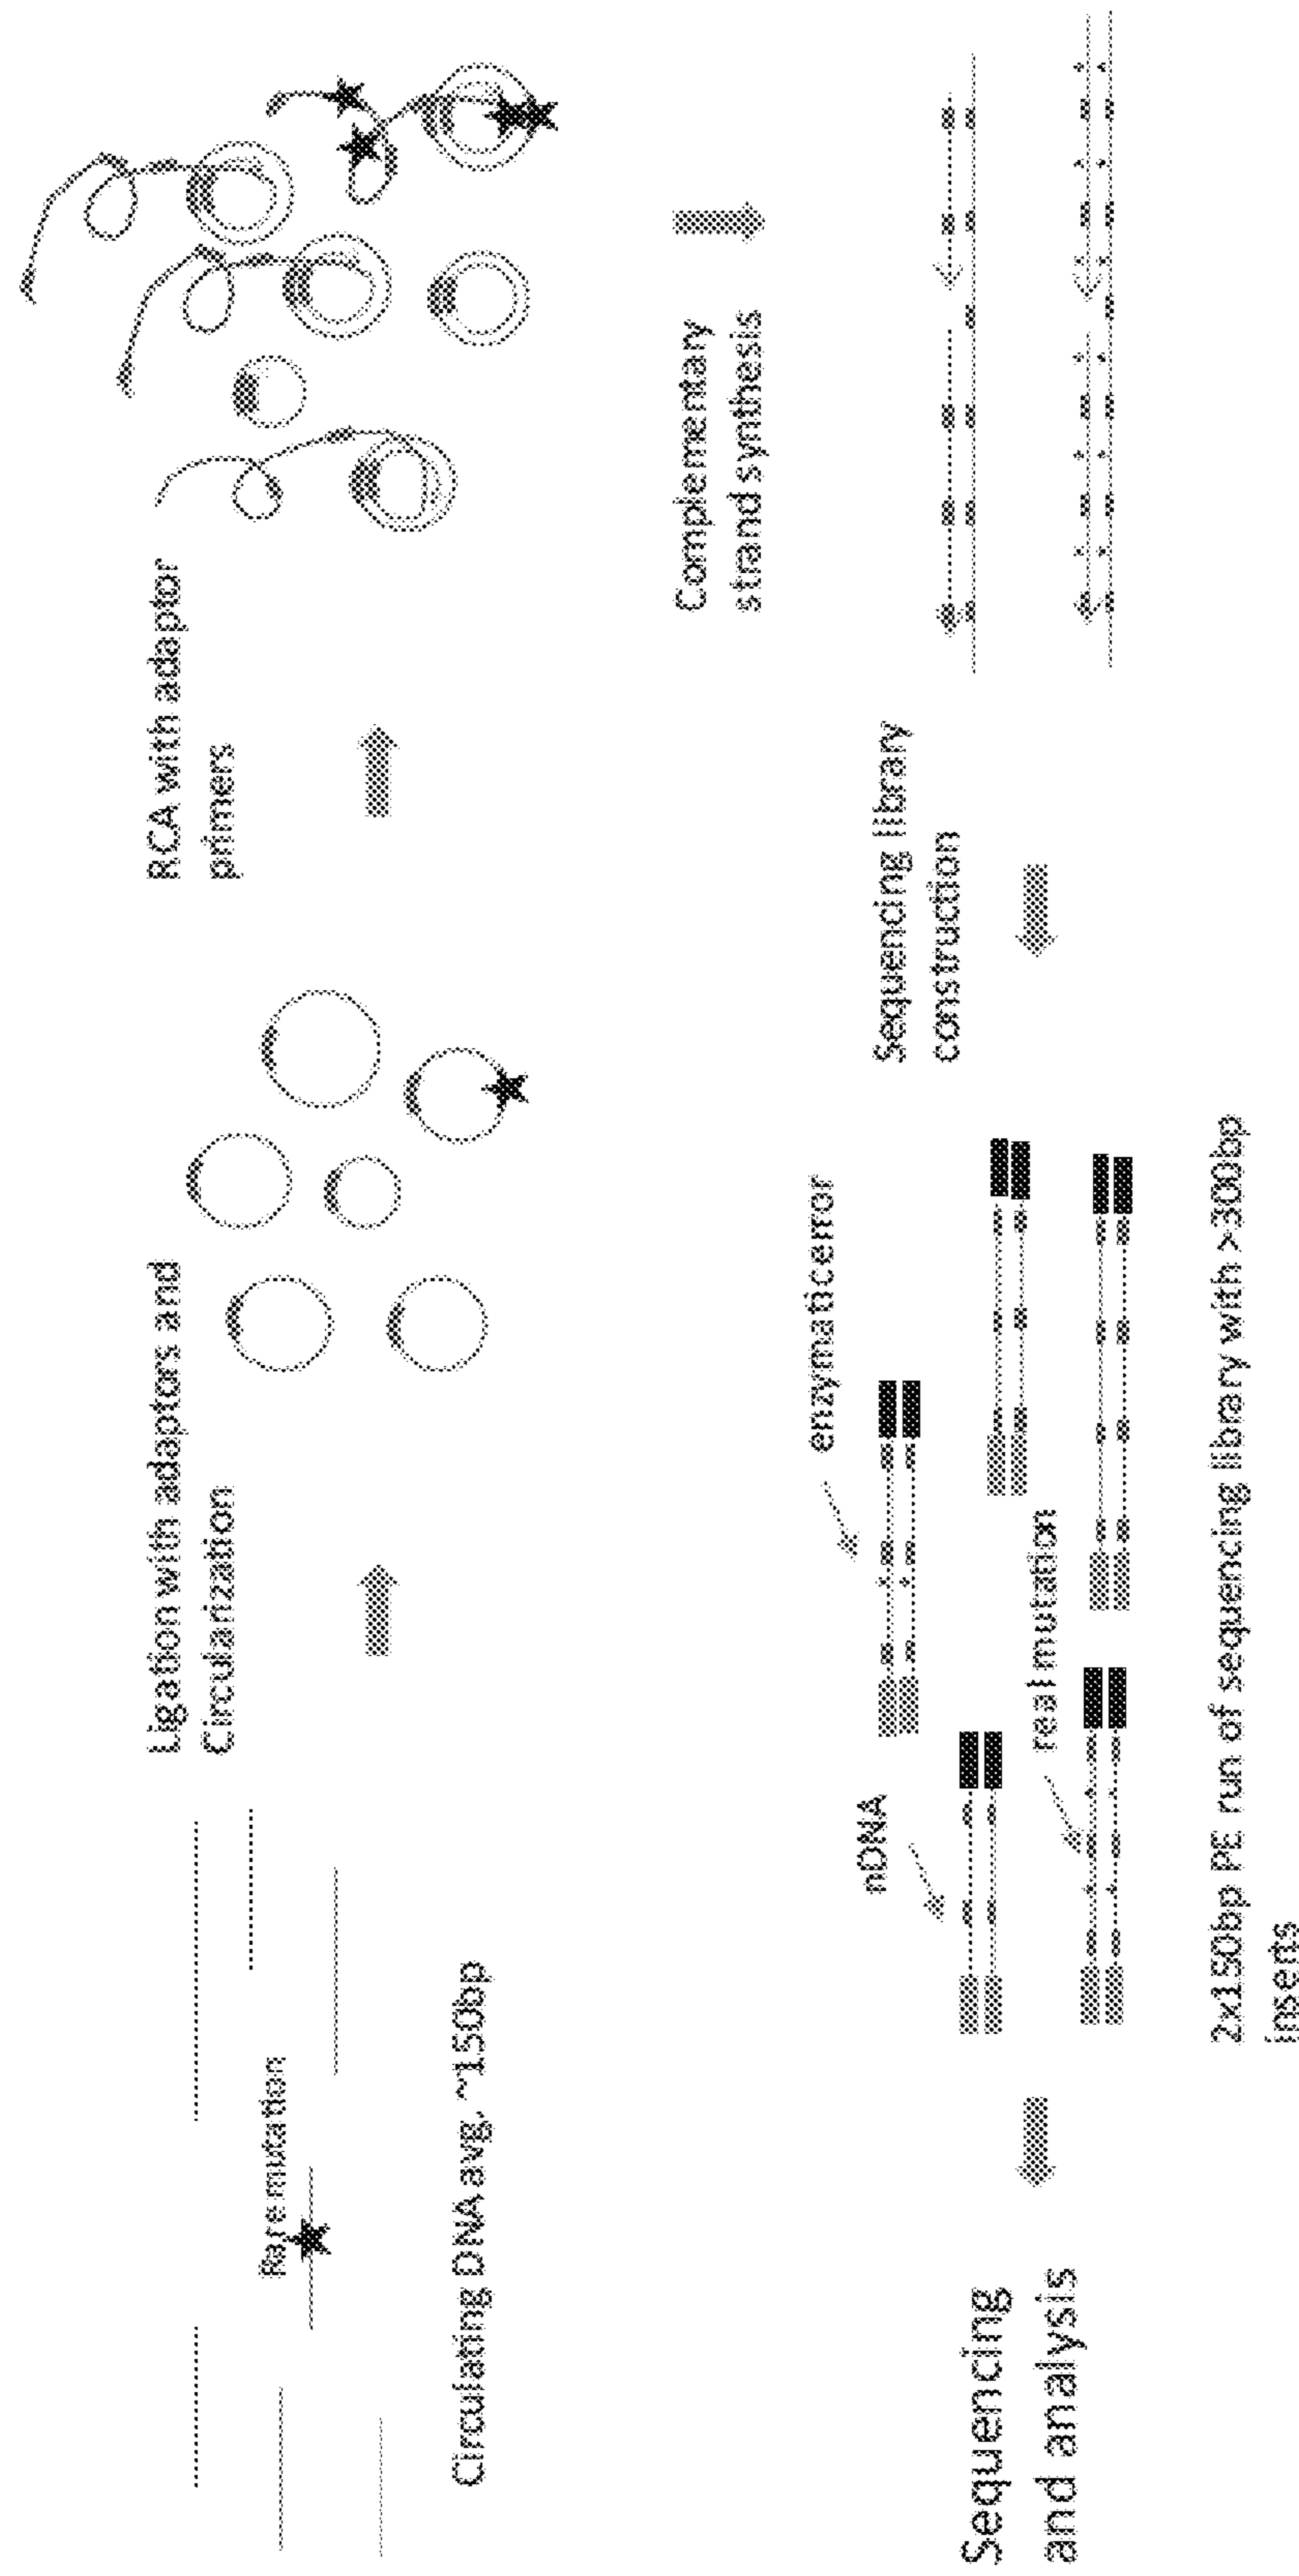 Rare mutation
Circulating DNA avg. ~150bp
Ligation with adaptors and
Circularization
RCA with adaptor
primers
Complementary
strand synthesis
Sequencing library
construction
enzymatic error
nDNA
real mutation
2x150bp PE run of sequencing library with >300bp
inserts
Sequencing
and analysis